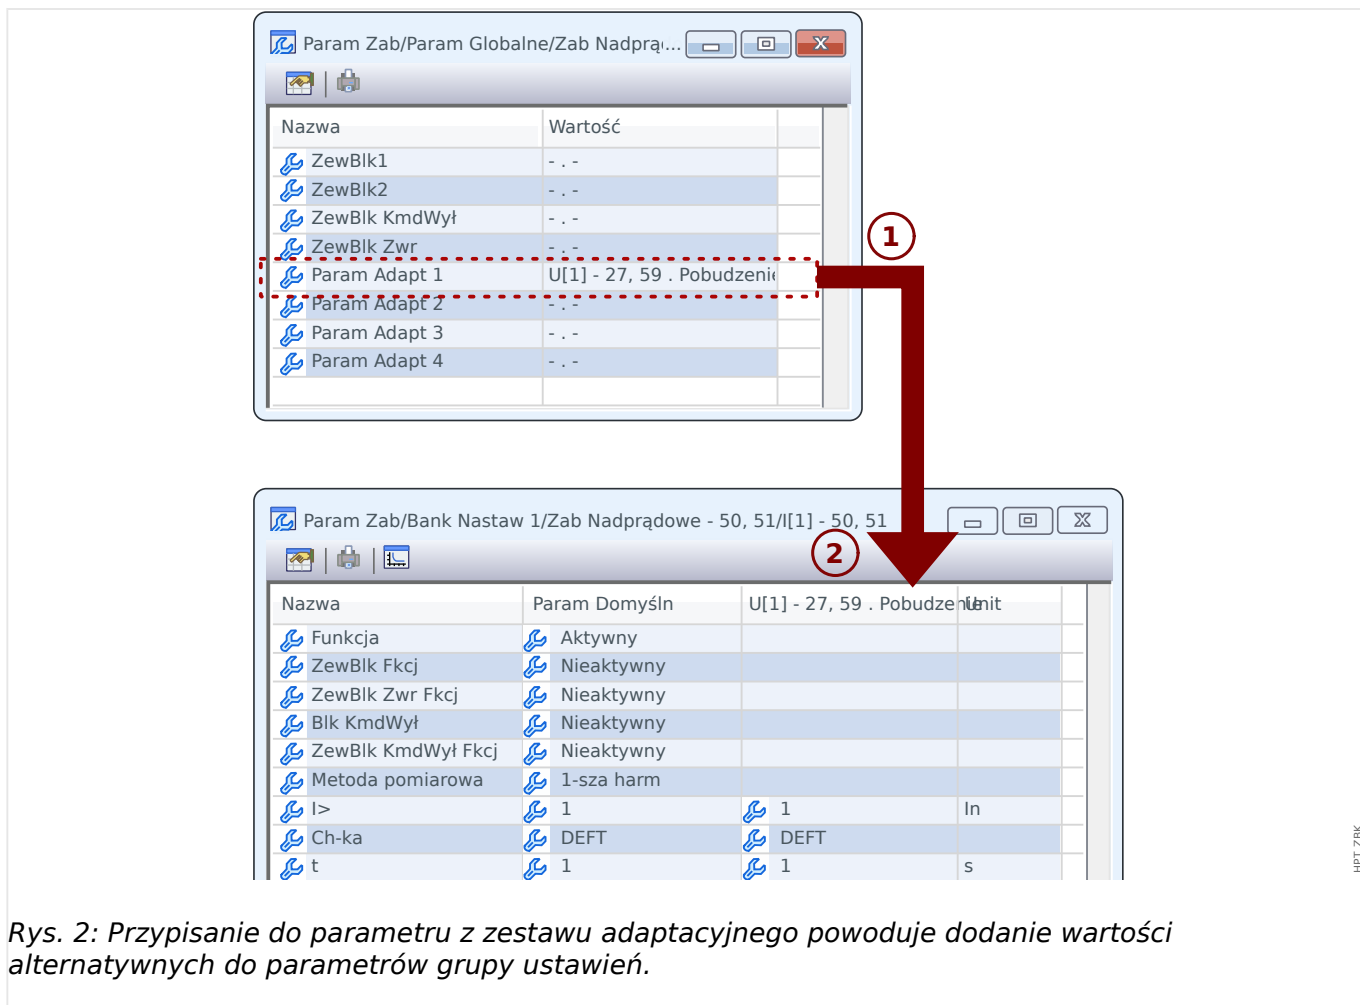 Param Zab/Param Globalne/Zab Nadprą...
Nazwa Wartość
ZewBlk1 - . -
ZewBlk2 - . -
ZewBlk KmdWył - . -
ZewBlk Zwr - . -
Param Adapt 1 U[1] - 27, 59 . Pobudzenie
Param Adapt 2 - . -
Param Adapt 3 - . -
Param Adapt 4 - . -
1
Param Zab/Bank Nastaw 1/Zab Nadprądowe - 50, 51/I[1] - 50, 51
2
Nazwa Param Domyśln U[1] - 27, 59 . Pobudzenie Unit
Funkcja Aktywny
ZewBlk Fkcj Nieaktywny
ZewBlk Zwr Fkcj Nieaktywny
Blk KmdWył Nieaktywny
ZewBlk KmdWył Fkcj Nieaktywny
Metoda pomiarowa 1-sza harm
I> 1 1 In
Ch-ka DEFT DEFT
t 1 1 s
HPT ZBK
Rys. 2: Przypisanie do parametru z zestawu adaptacyjnego powoduje dodanie wartości
alternatywnych do parametrów grupy ustawień.